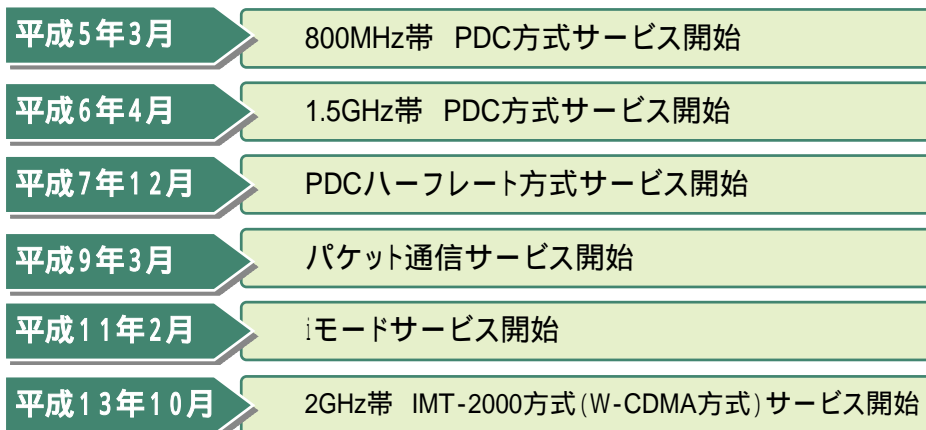 平成5年3月 800MHz帯 PDC方式サービス開始
平成6年4月 1.5GHz帯 PDC方式サービス開始
平成7年12月 PDCハーフレート方式サービス開始
平成9年3月 パケット通信サービス開始
平成11年2月 iモードサービス開始
平成13年10月 2GHz帯 IMT-2000方式(W-CDMA方式)サービス開始